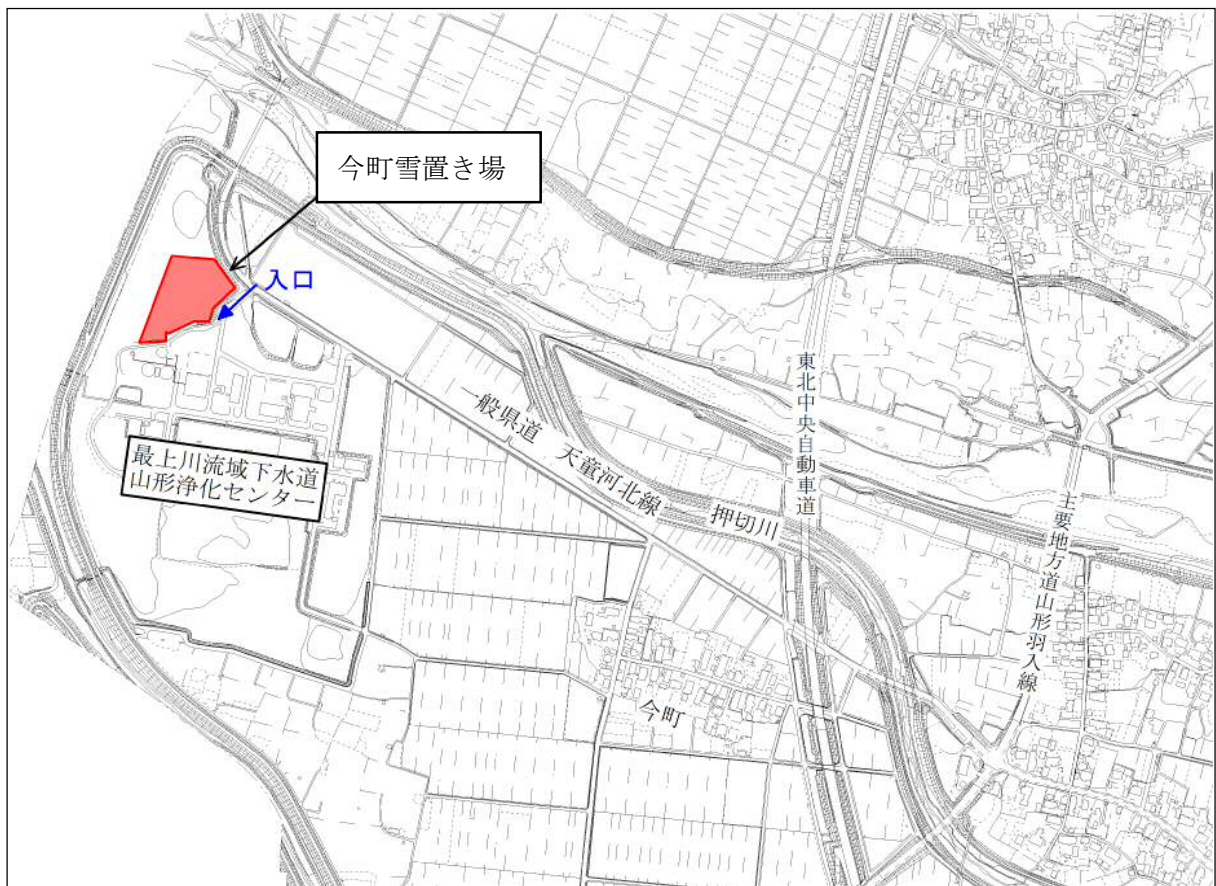 今町雪置き場
入口
東北中央自動車道
一般県道 天童河北線
押切川
最上川流域下水道
山形浄化センター
主要地方道山形羽入線
今町